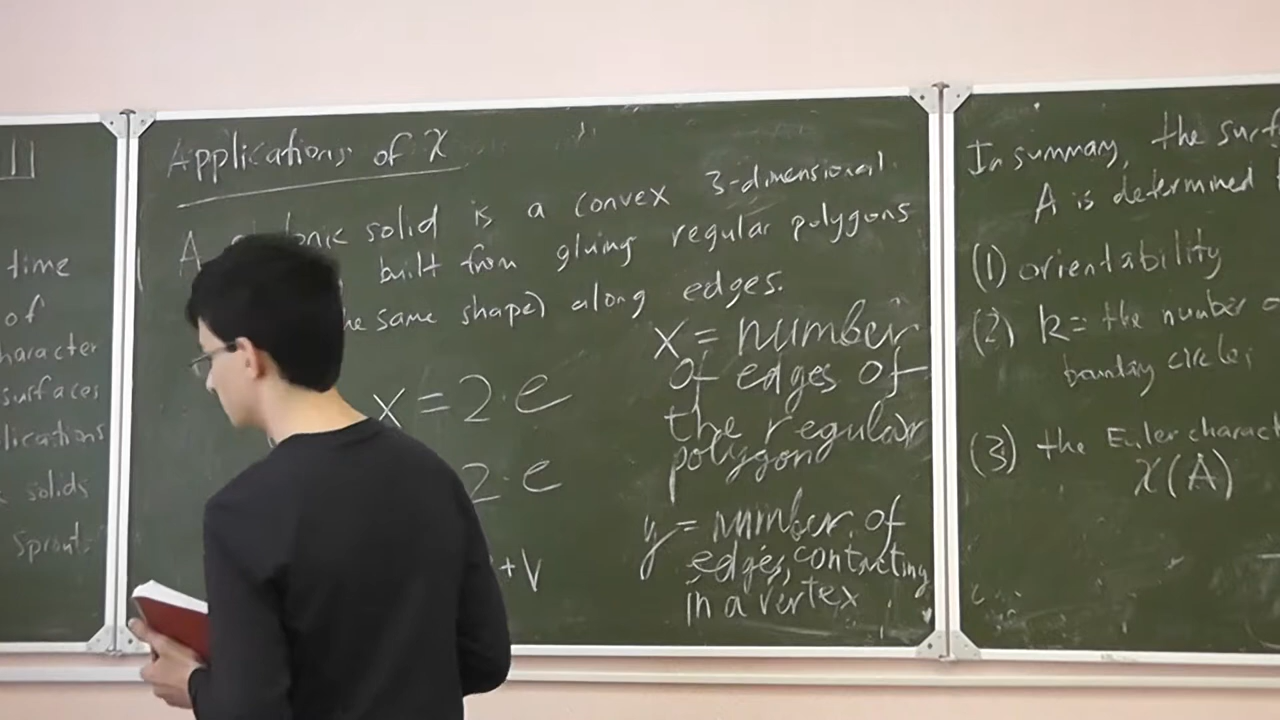 time
of
character
surfaces
plications
solids
Sprouts
Applications of χ
A platonic solid is a convex 3-dimensional
built from gluing regular polygons
the same shape) along edges.
x = 2·e
2·e
+V
x = number
of edges of
the regular
polygon
y = number of
edges, contacting
in a vertex
In summary, the surf
A is determined
(1) orientability
(2) k = the number o
boundary circles
(3) the Euler charact
χ(A)